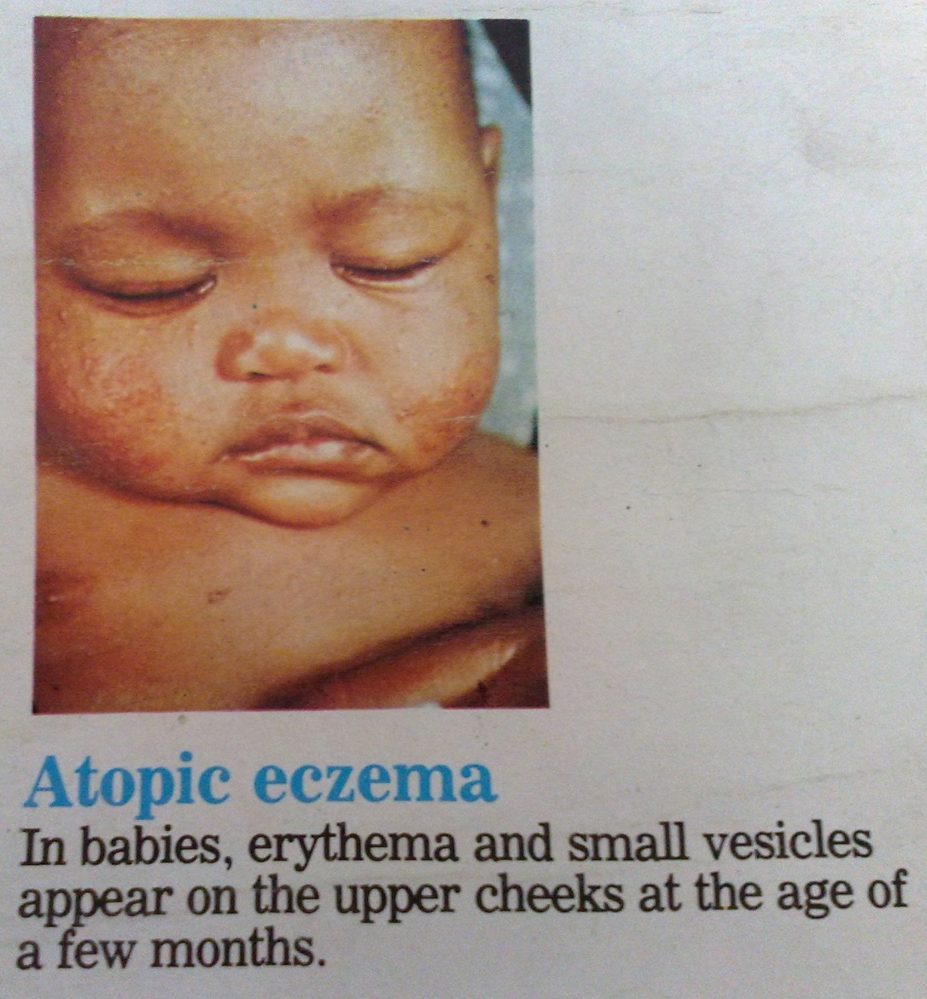 Atopic eczema
In babies, erythema and small vesicles
appear on the upper cheeks at the age of
a few months.